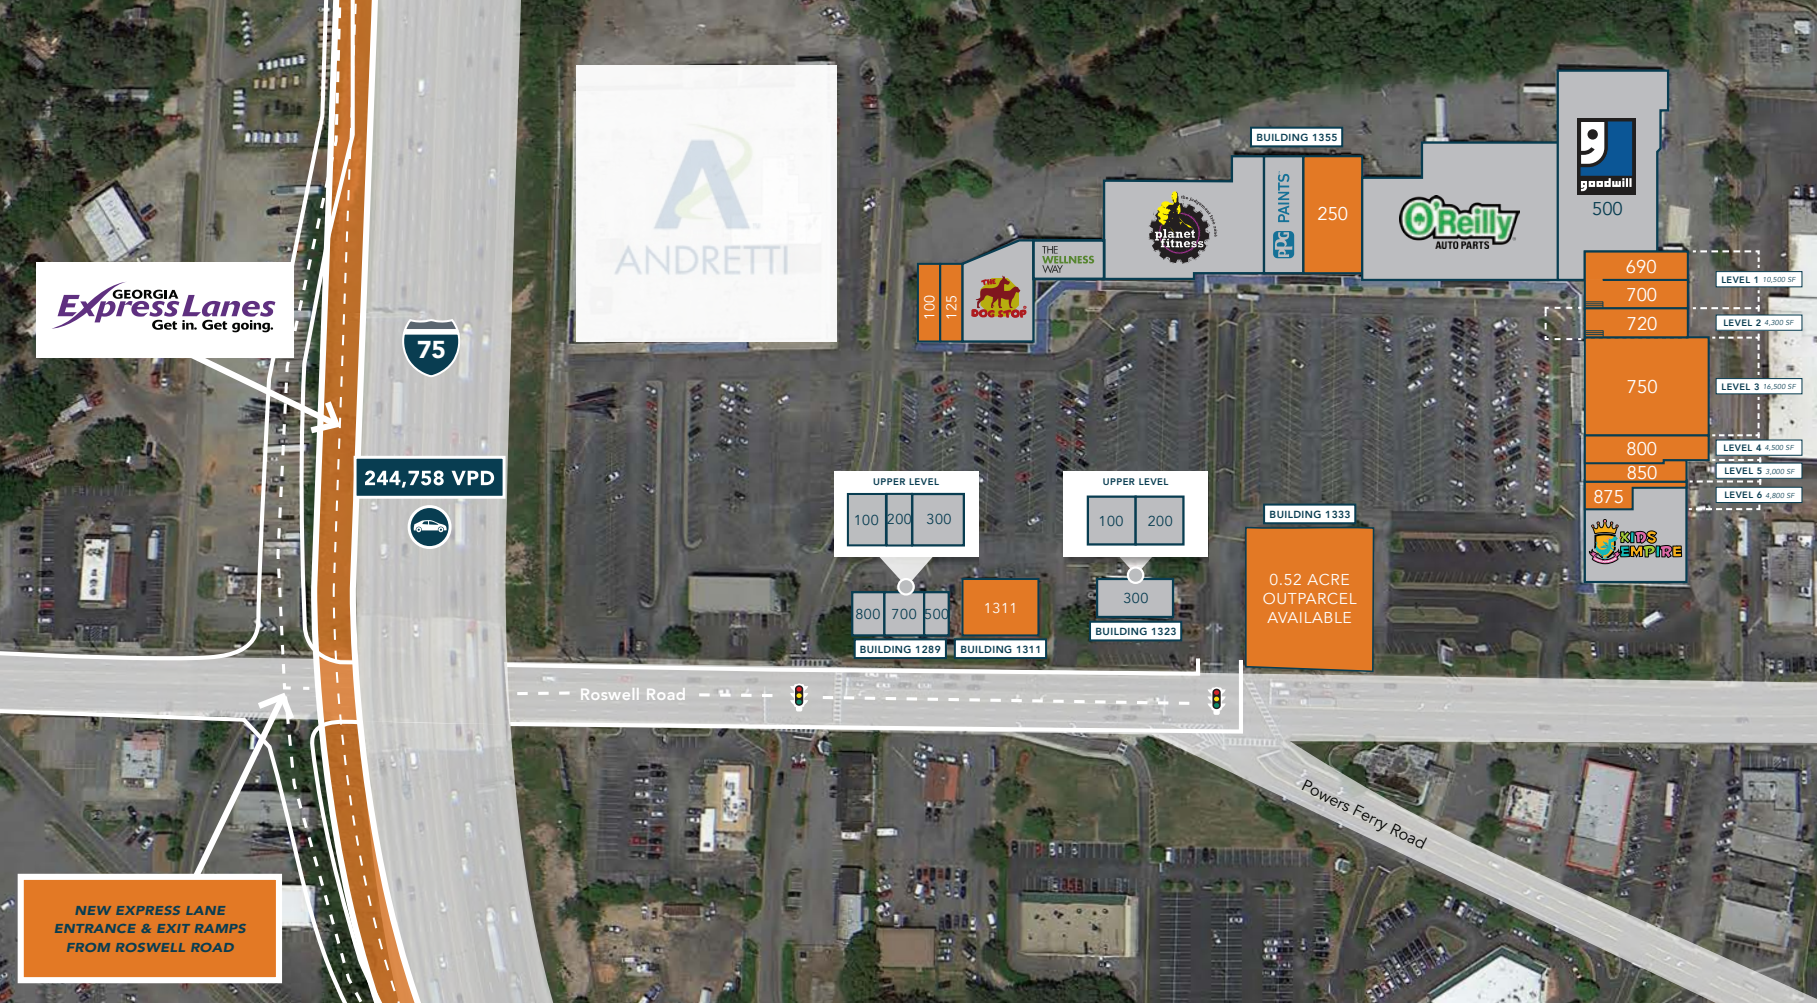 ANDRETTI
GEORGIA
Express Lanes
Get in. Get going.
75
244,758 VPD
NEW EXPRESS LANE
ENTRANCE & EXIT RAMPS
FROM ROSWELL ROAD
BUILDING 1355
100
125
THE
DOG STOP
THE
WELLNESS
WAY
planet
fitness
PPG PAINTS
250
O'Reilly
AUTO PARTS
goodwill
500
690
700
720
750
800
850
875
LEVEL 1 10,500 SF
LEVEL 2 4,300 SF
LEVEL 3 16,500 SF
LEVEL 4 4,500 SF
LEVEL 5 3,000 SF
LEVEL 6 4,800 SF
KIDS
EMPIRE
UPPER LEVEL
100 200 300
800 700 500
BUILDING 1289
1311
BUILDING 1311
UPPER LEVEL
100 200
300
BUILDING 1323
BUILDING 1333
0.52 ACRE
OUTPARCEL
AVAILABLE
Roswell Road
Powers Ferry Road